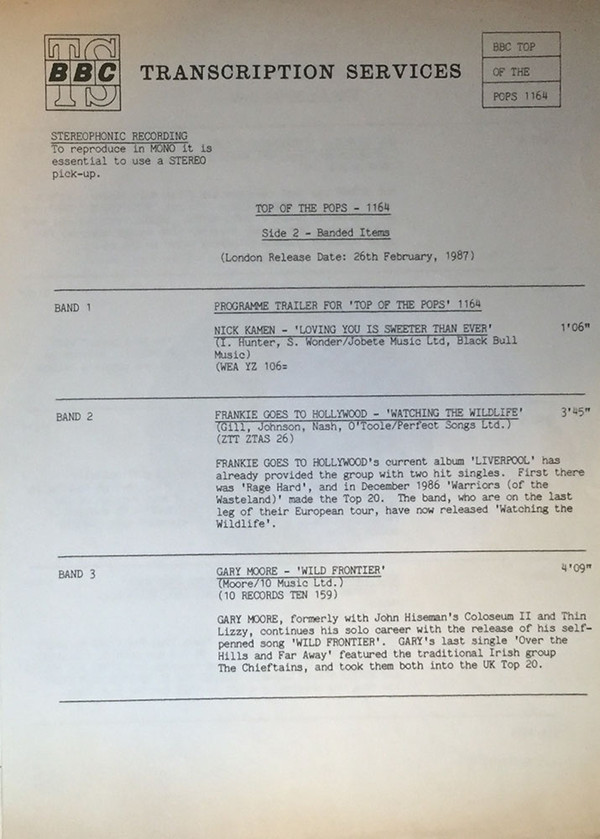 TS
BBC
TS
TRANSCRIPTION SERVICES
BBC TOP
OF THE
POPS 1164
STEREOPHONIC RECORDING
To reproduce in MONO it is
essential to use a STEREO
pick-up.
TOP OF THE POPS - 1164
Side 2 - Banded Items
(London Release Date: 26th February, 1987)
BAND 1
PROGRAMME TRAILER FOR 'TOP OF THE POPS' 1164
NICK KAMEN - 'LOVING YOU IS SWEETER THAN EVER' 1'06"
(I. Hunter, S. Wonder/Jobete Music Ltd, Black Bull
Music)
(WEA YZ 106=
BAND 2
FRANKIE GOES TO HOLLYWOOD - 'WATCHING THE WILDLIFE' 3'45"
(Gill, Johnson, Nash, O'Toole/Perfect Songs Ltd.)
(ZTT ZTAS 26)
FRANKIE GOES TO HOLLYWOOD's current album 'LIVERPOOL' has
already provided the group with two hit singles. First there
was 'Rage Hard', and in December 1986 'Warriors (of the
Wasteland)' made the Top 20. The band, who are on the last
leg of their European tour, have now released 'Watching the
Wildlife'.
BAND 3
GARY MOORE - 'WILD FRONTIER' 4'09"
(Moore/10 Music Ltd.)
(10 RECORDS TEN 159)
GARY MOORE, formerly with John Hiseman's Coloseum II and Thin
Lizzy, continues his solo career with the release of his self-
penned song 'WILD FRONTIER'. GARY's last single 'Over the
Hills and Far Away' featured the traditional Irish group
The Chieftains, and took them both into the UK Top 20.